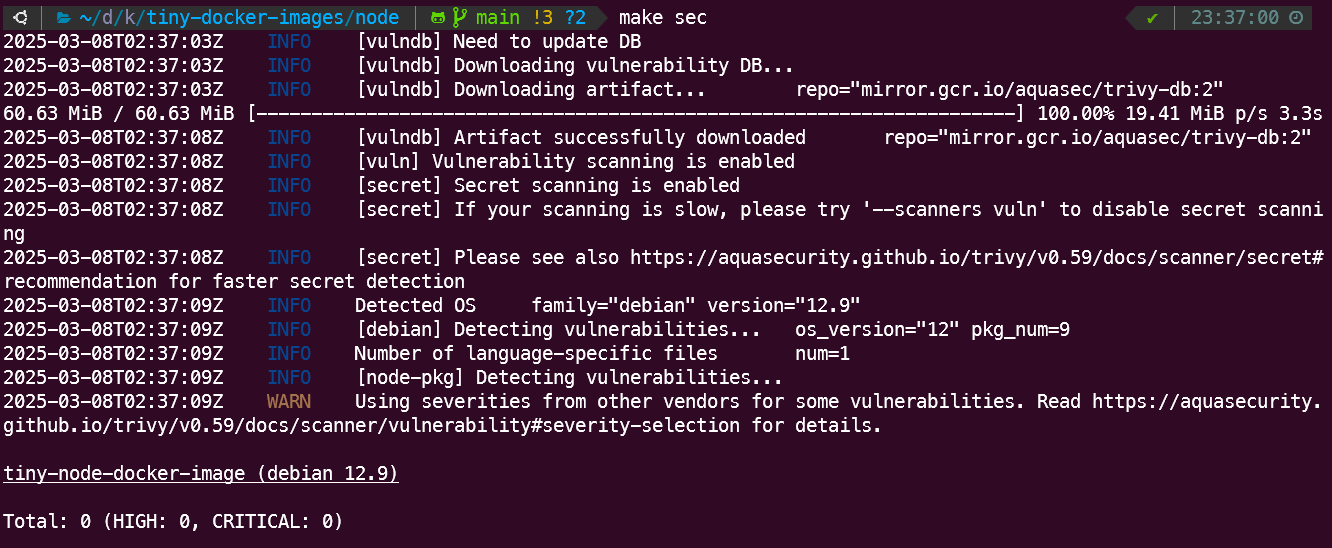 ~/d/k/tiny-docker-images/node main !3 ?2 make sec ✔ 23:37:00
2025-03-08T02:37:03Z INFO [vulndb] Need to update DB
2025-03-08T02:37:03Z INFO [vulndb] Downloading vulnerability DB...
2025-03-08T02:37:03Z INFO [vulndb] Downloading artifact... repo="mirror.gcr.io/aquasec/trivy-db:2"
60.63 MiB / 60.63 MiB [---------------------------------------------------------------------] 100.00% 19.41 MiB p/s 3.3s
2025-03-08T02:37:08Z INFO [vulndb] Artifact successfully downloaded repo="mirror.gcr.io/aquasec/trivy-db:2"
2025-03-08T02:37:08Z INFO [vuln] Vulnerability scanning is enabled
2025-03-08T02:37:08Z INFO [secret] Secret scanning is enabled
2025-03-08T02:37:08Z INFO [secret] If your scanning is slow, please try '--scanners vuln' to disable secret scanni
ng
2025-03-08T02:37:08Z INFO [secret] Please see also https://aquasecurity.github.io/trivy/v0.59/docs/scanner/secret#
recommendation for faster secret detection
2025-03-08T02:37:09Z INFO Detected OS family="debian" version="12.9"
2025-03-08T02:37:09Z INFO [debian] Detecting vulnerabilities... os_version="12" pkg_num=9
2025-03-08T02:37:09Z INFO Number of language-specific files num=1
2025-03-08T02:37:09Z INFO [node-pkg] Detecting vulnerabilities...
2025-03-08T02:37:09Z WARN Using severities from other vendors for some vulnerabilities. Read https://aquasecurity.
github.io/trivy/v0.59/docs/scanner/vulnerability#severity-selection for details.
tiny-node-docker-image (debian 12.9)
Total: 0 (HIGH: 0, CRITICAL: 0)